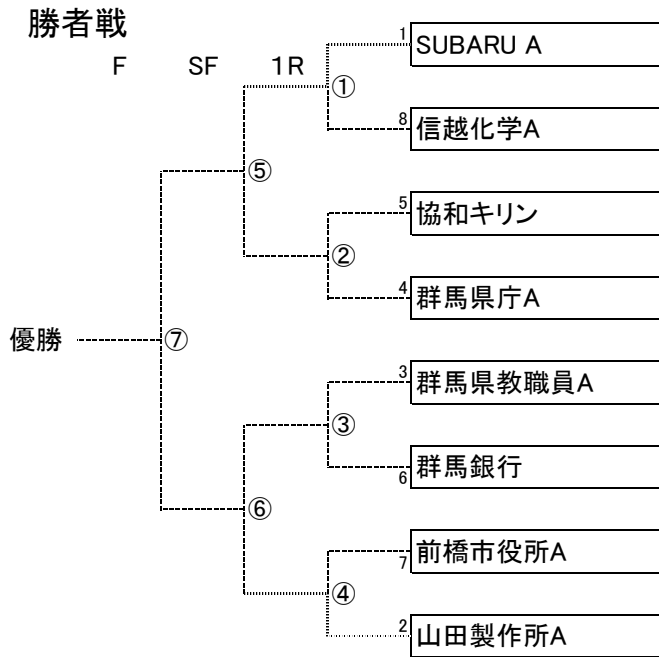 勝者戦
F SF 1R
1 SUBARU A
①
8 信越化学A
⑤
5 協和キリン
②
4 群馬県庁A
優勝 ⑦
3 群馬県教職員A
③
6 群馬銀行
⑥
7 前橋市役所A
④
2 山田製作所A